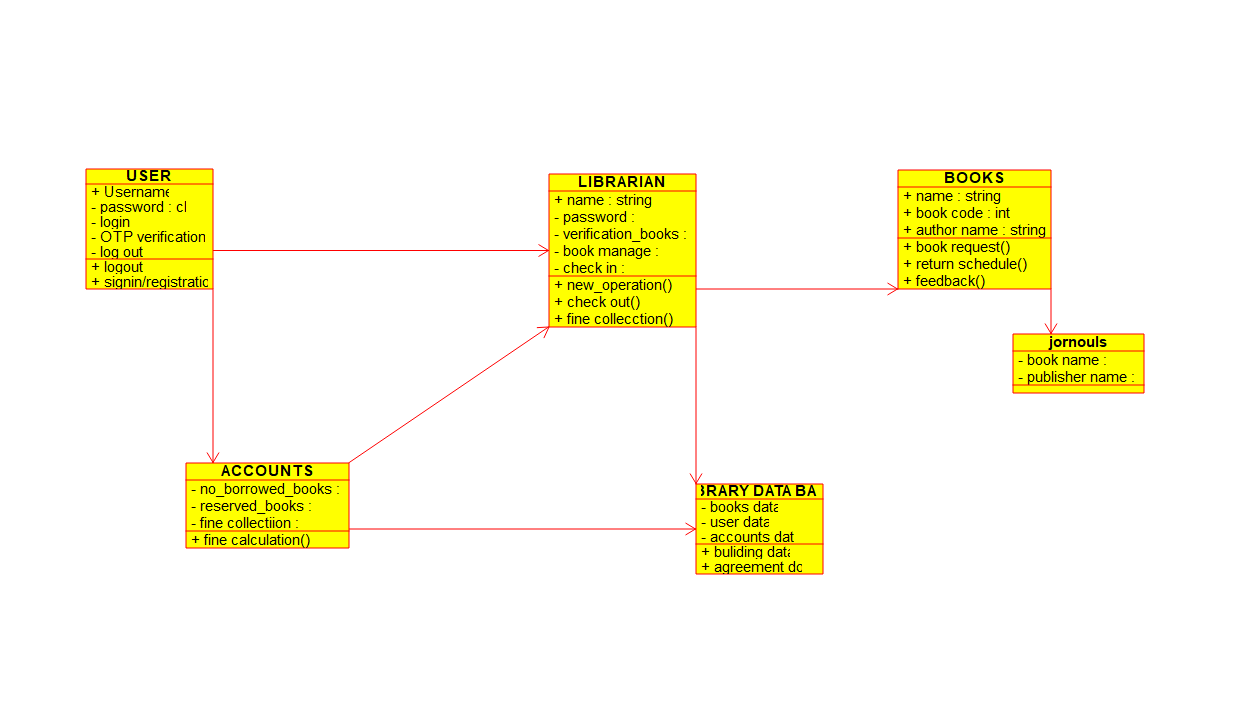 USER
+ Username
- password : cl
- login
- OTP verification
- log out
+ logout
+ signin/registratic
LIBRARIAN
+ name : string
- password :
- verification_books :
- book manage :
- check in :
+ new_operation()
+ check out()
+ fine collecction()
BOOKS
+ name : string
+ book code : int
+ author name : string
+ book request()
+ return schedule()
+ feedback()
jornouls
- book name :
- publisher name :
ACCOUNTS
- no_borrowed_books :
- reserved_books :
- fine collectiion :
+ fine calculation()
BRARY DATA BA
- books data
- user data
- accounts dat
+ buliding data
+ agreement do